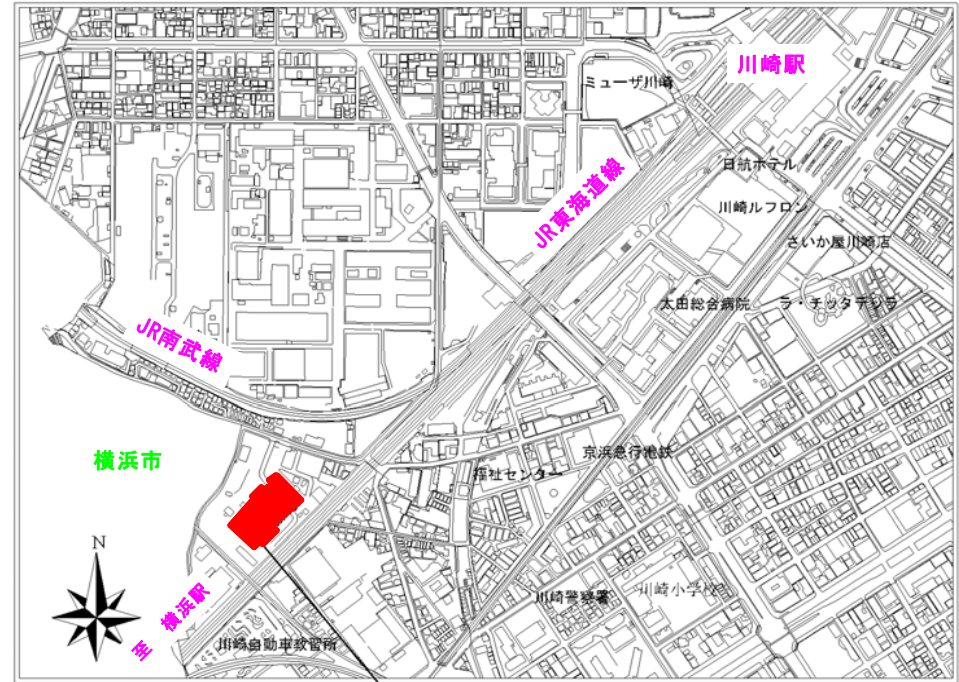 川崎駅
ミューザ川崎
JR東海道線
日航ホテル
川崎ルフロン
さいか屋川崎店
太田総合病院
ラ・チッタデッラ
JR南武線
京浜急行電鉄
横浜市
福祉センター
N
川崎警察署
川崎小学校
至 横浜駅
川崎自動車教習所